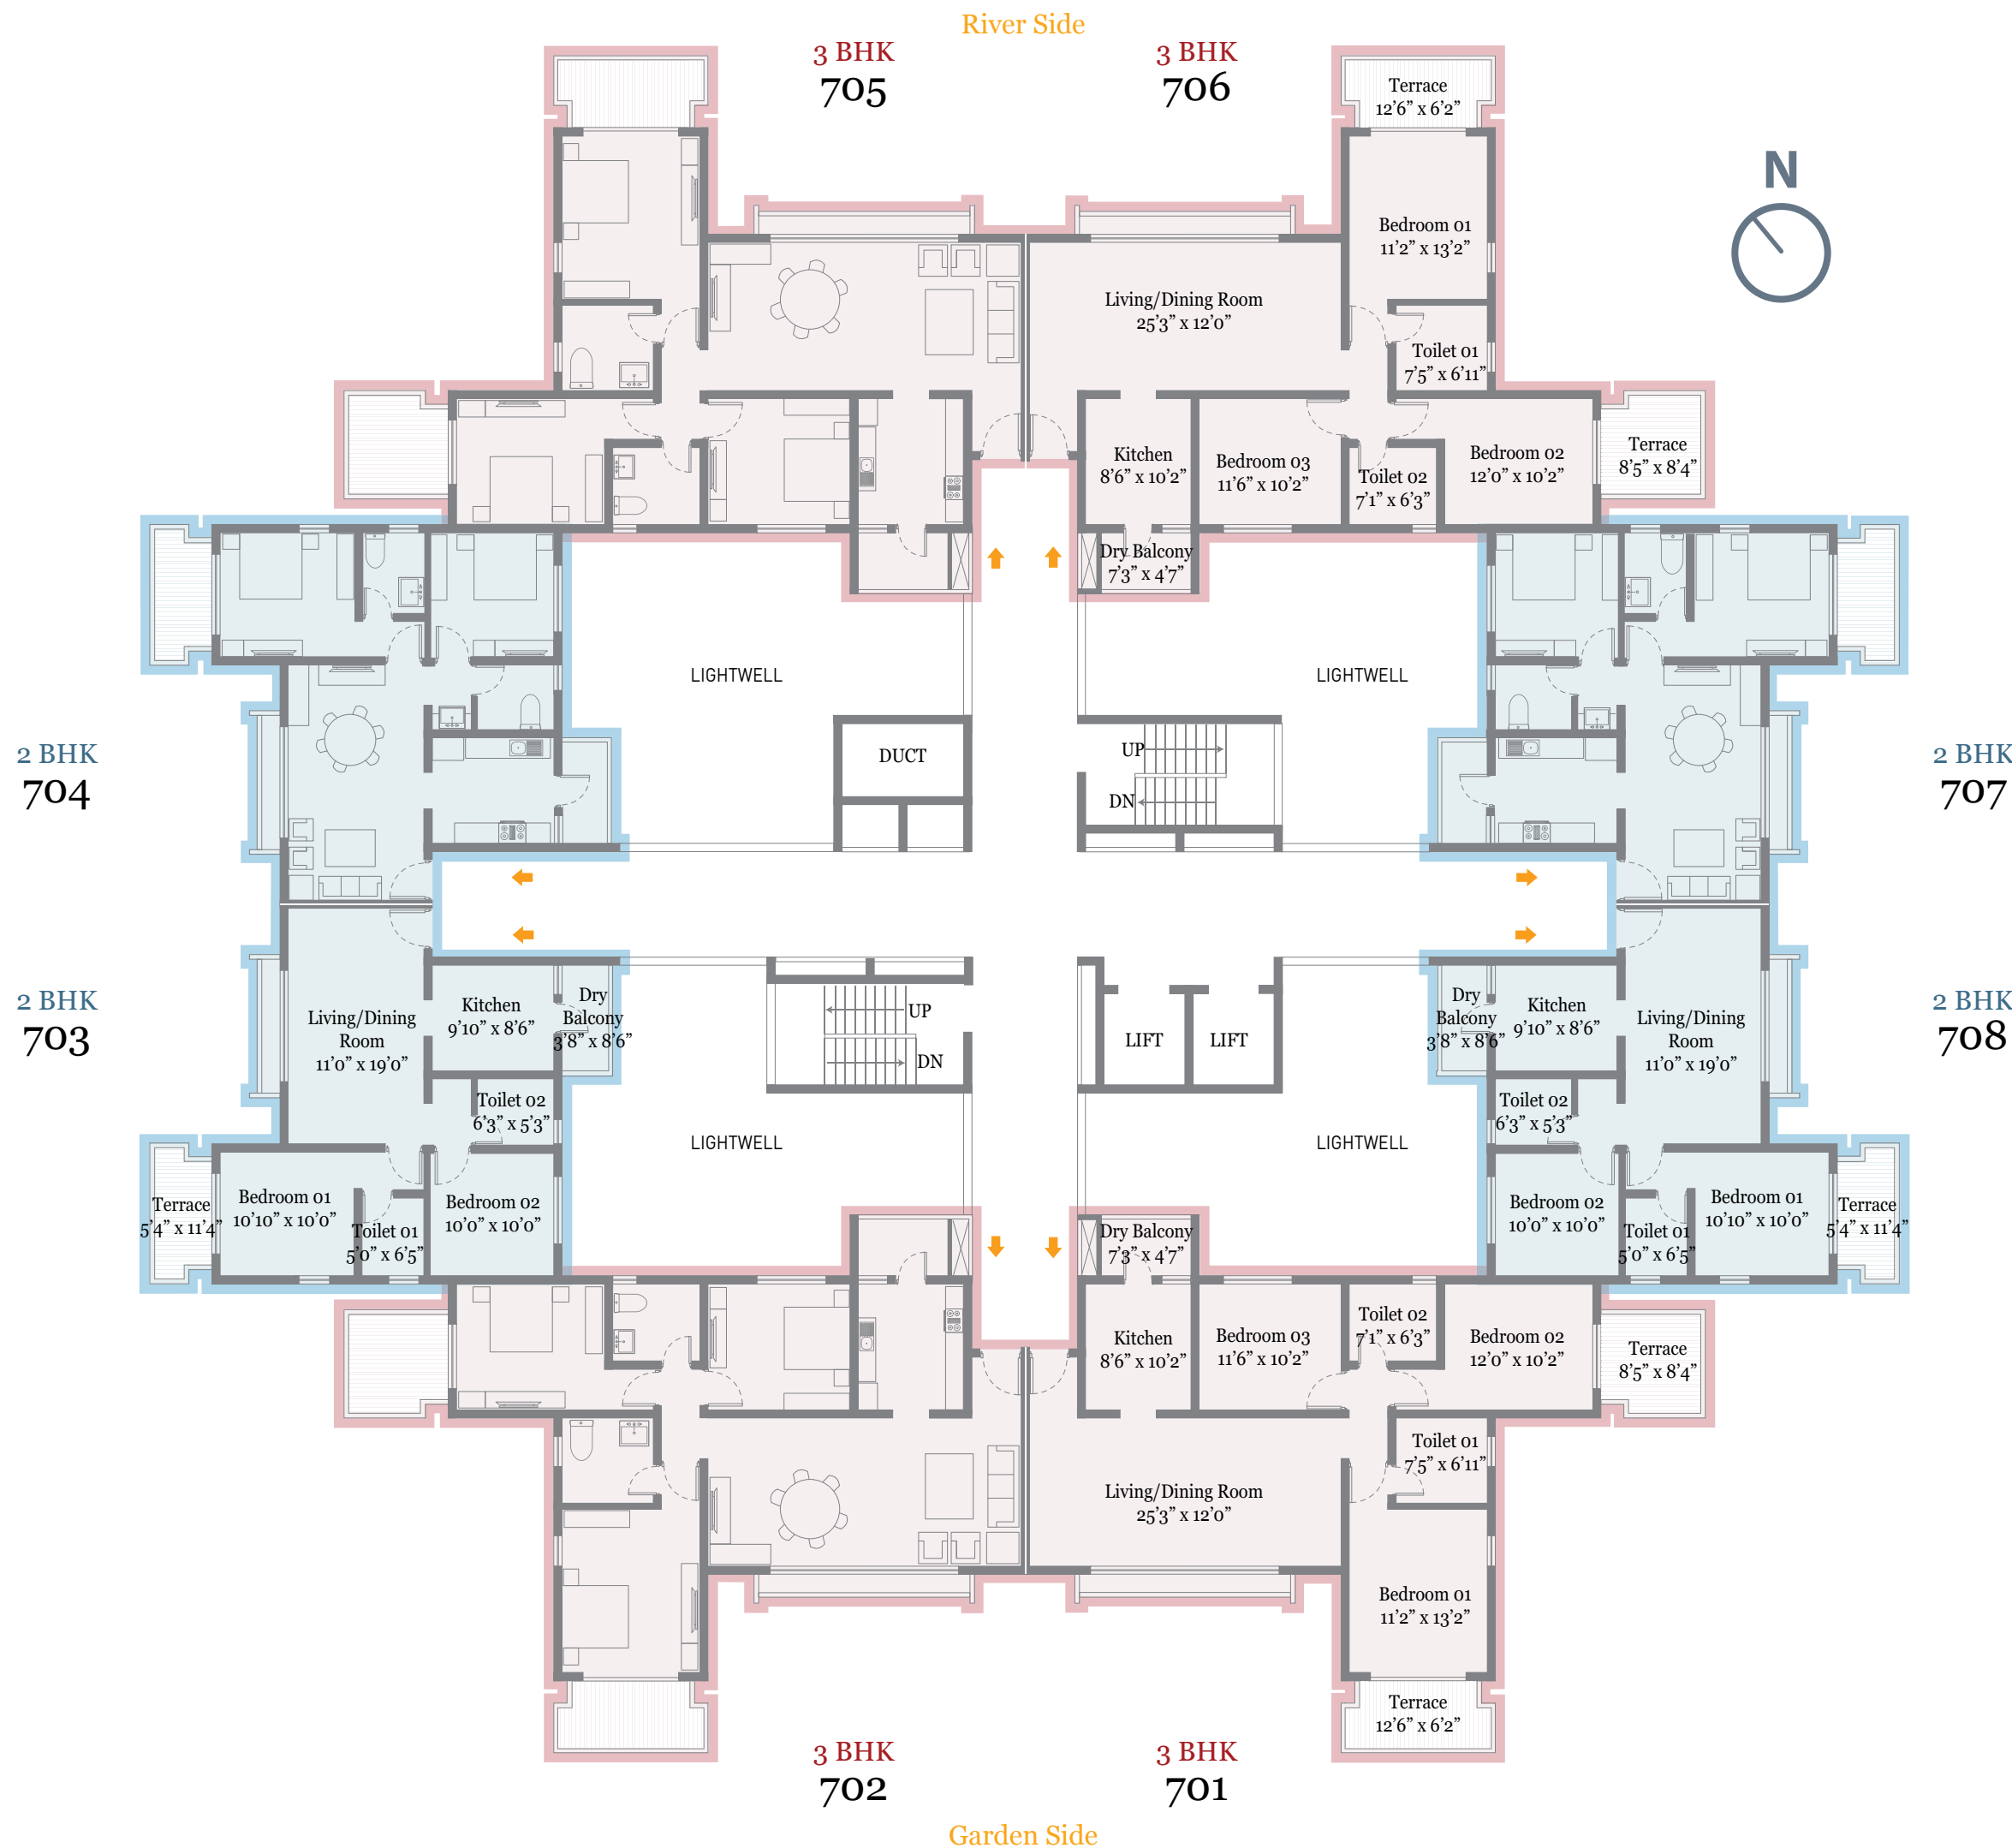 River Side
3 BHK
705
3 BHK
706
Terrace
12’6” x 6’2”
N
Bedroom 01
11’2” x 13’2”
Living/Dining Room
25’3” x 12’0”
Toilet 01
7’5” x 6’11”
Kitchen
8’6” x 10’2”
Bedroom 03
11’6” x 10’2”
Toilet 02
7’1” x 6’3”
Bedroom 02
12’0” x 10’2”
Terrace
8’5” x 8’4”
Dry Balcony
7’3” x 4’7”
LIGHTWELL
LIGHTWELL
2 BHK
704
DUCT
UP
DN
2 BHK
707
2 BHK
703
Living/Dining
Room
11’0” x 19’0”
Kitchen
9’10” x 8’6”
Dry
Balcony
3’8” x 8’6”
UP
DN
LIFT
LIFT
Dry
Balcony
3’8” x 8’6”
Kitchen
9’10” x 8’6”
Living/Dining
Room
11’0” x 19’0”
2 BHK
708
Toilet 02
6’3” x 5’3”
LIGHTWELL
LIGHTWELL
Toilet 02
6’3” x 5’3”
Terrace
5’4” x 11’4”
Bedroom 01
10’10” x 10’0”
Toilet 01
5’0” x 6’5”
Bedroom 02
10’0” x 10’0”
Bedroom 02
10’0” x 10’0”
Toilet 01
5’0” x 6’5”
Bedroom 01
10’10” x 10’0”
Terrace
5’4” x 11’4”
Dry Balcony
7’3” x 4’7”
Kitchen
8’6” x 10’2”
Bedroom 03
11’6” x 10’2”
Toilet 02
7’1” x 6’3”
Bedroom 02
12’0” x 10’2”
Terrace
8’5” x 8’4”
Toilet 01
7’5” x 6’11”
Living/Dining Room
25’3” x 12’0”
Bedroom 01
11’2” x 13’2”
Terrace
12’6” x 6’2”
3 BHK
702
3 BHK
701
Garden Side